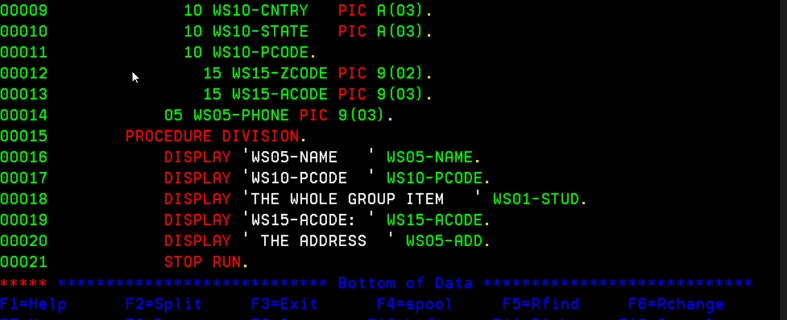 00009 10 WS10-CNTRY PIC A(03).
00010 10 WS10-STATE PIC A(03).
00011 10 WS10-PCODE.
00012 15 WS15-ZCODE PIC 9(02).
00013 15 WS15-ACODE PIC 9(03).
00014 05 WS05-PHONE PIC 9(03).
00015 PROCEDURE DIVISION.
00016 DISPLAY 'WS05-NAME   ' WS05-NAME.
00017 DISPLAY 'WS10-PCODE  ' WS10-PCODE.
00018 DISPLAY 'THE WHOLE GROUP ITEM   ' WS01-STUD.
00019 DISPLAY 'WS15-ACODE: ' WS15-ACODE.
00020 DISPLAY ' THE ADDRESS  ' WS05-ADD.
00021 STOP RUN.
***** **************************** Bottom of Data ****************************
F1=Help F2=Split F3=Exit F4=spool F5=Rfind F6=Rchange